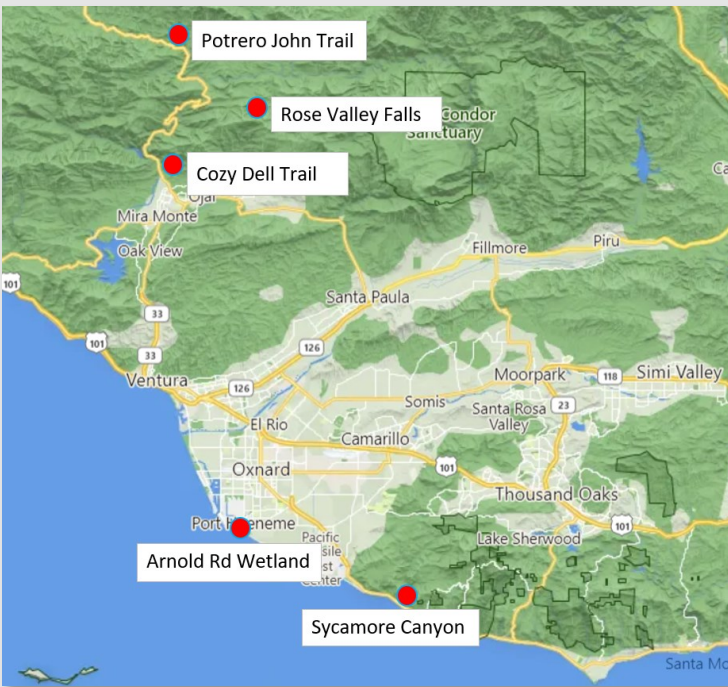 Potrero John Trail
Rose Valley Falls
Condor
Sanctuary
Cozy Dell Trail
Ojai
Mira Monte
Oak View
Fillmore
Piru
101
Santa Paula
33
101
126
33
Ventura
126
Moorpark
118
Simi Valley
Somis
Santa Rosa
Valley
23
El Rio
Camarillo
101
Oxnard
Thousand Oaks
Port Hueneme
101
Pacific
Lake Sherwood
Arnold Rd Wetland
Center
Sycamore Canyon
Santa Mo